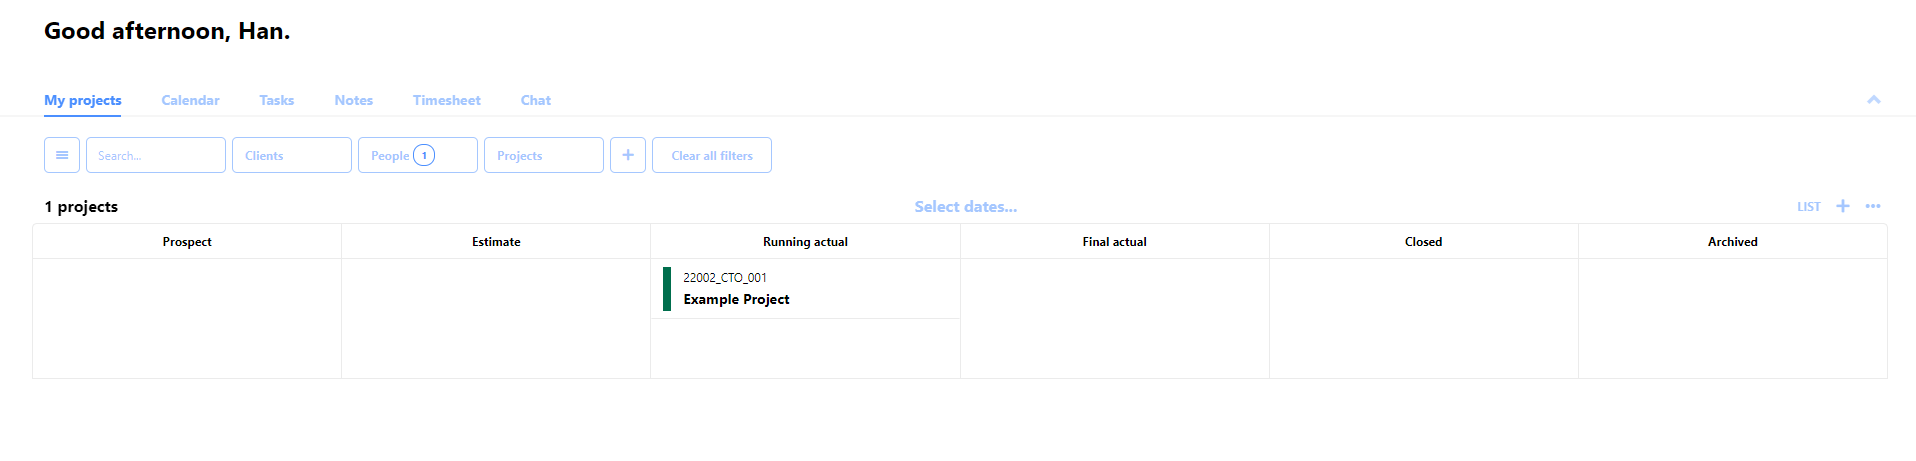 Good afternoon, Han.
My projects Calendar Tasks Notes Timesheet Chat
Search... Clients People 1 Projects + Clear all filters
1 projects Select dates... LIST + •••
Prospect Estimate Running actual Final actual Closed Archived
22002_CTO_001
Example Project